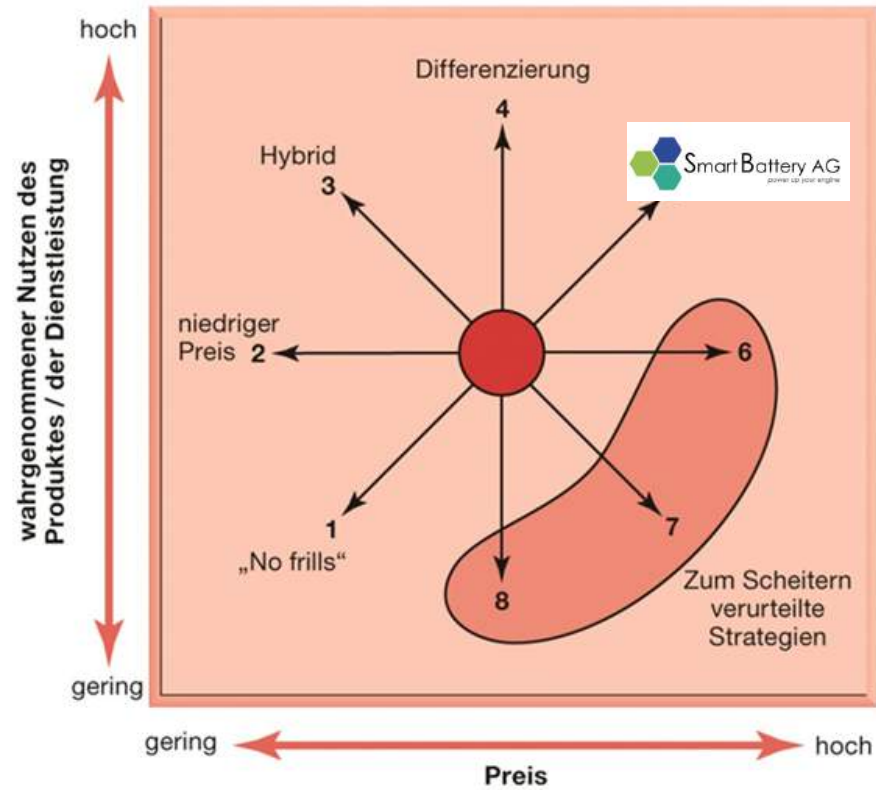 hoch
Differenzierung
4
SmartBattery AG
power up your engine
Hybrid
3
wahrgenommener Nutzen des
Produktes / der Dienstleistung
niedriger
Preis 2
6
1
„No frills“
7
8
Zum Scheitern
verurteilte
Strategien
gering
gering
hoch
Preis